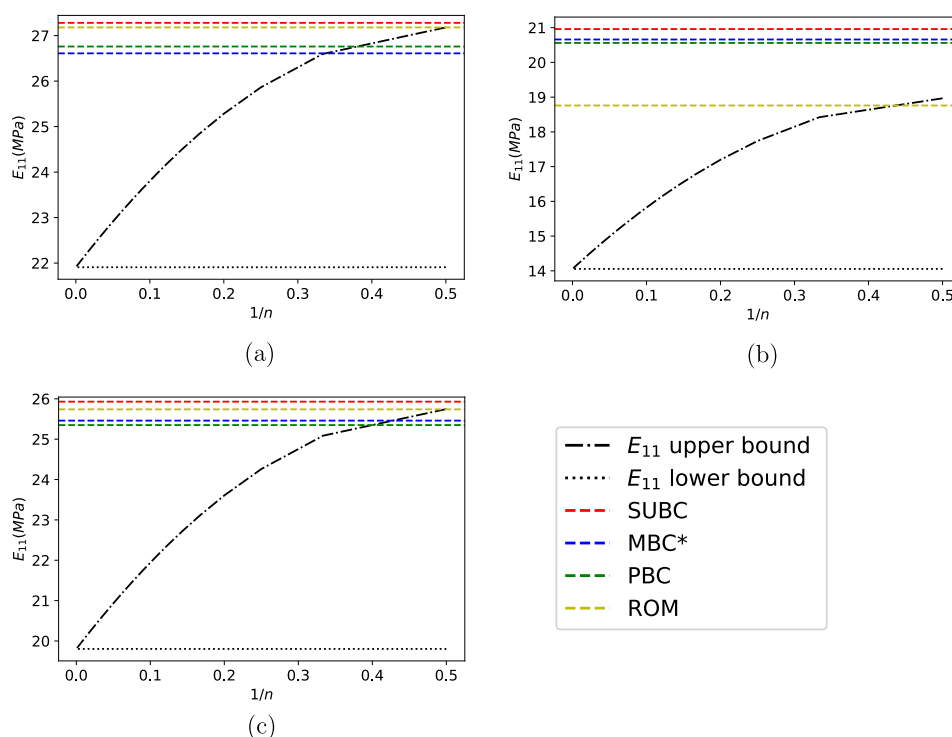 27
26
25
24
23
22
E11(MPa)
0.0 0.1 0.2 0.3 0.4 0.5
1/n
(a)
21
20
19
18
17
16
15
14
E11(MPa)
0.0 0.1 0.2 0.3 0.4 0.5
1/n
(b)
26
25
24
23
22
21
20
E11(MPa)
0.0 0.1 0.2 0.3 0.4 0.5
1/n
(c)
E11 upper bound
E11 lower bound
SUBC
MBC*
PBC
ROM